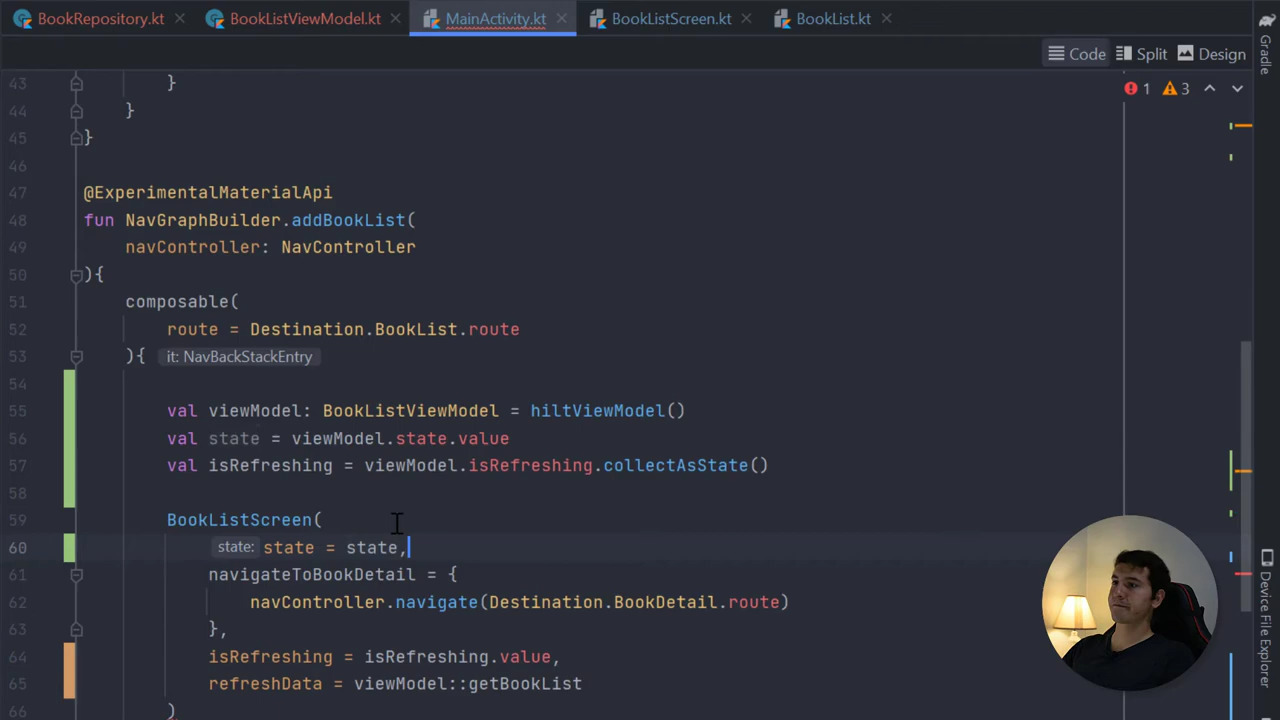 BookRepository.kt BookListViewModel.kt MainActivity.kt BookListScreen.kt BookList.kt
Code Split Design
Gradle
1 3
43 }
44 }
45 }
46
47 @ExperimentalMaterialApi
48 fun NavGraphBuilder.addBookList(
49 navController: NavController
50 ){
51 composable(
52 route = Destination.BookList.route
53 ){ it: NavBackStackEntry
54
55 val viewModel: BookListViewModel = hiltViewModel()
56 val state = viewModel.state.value
57 val isRefreshing = viewModel.isRefreshing.collectAsState()
58
59 BookListScreen(
60 state: state = state,
61 navigateToBookDetail = {
62 navController.navigate(Destination.BookDetail.route)
63 },
64 isRefreshing = isRefreshing.value,
65 refreshData = viewModel::getBookList
66 )
Device File Explorer